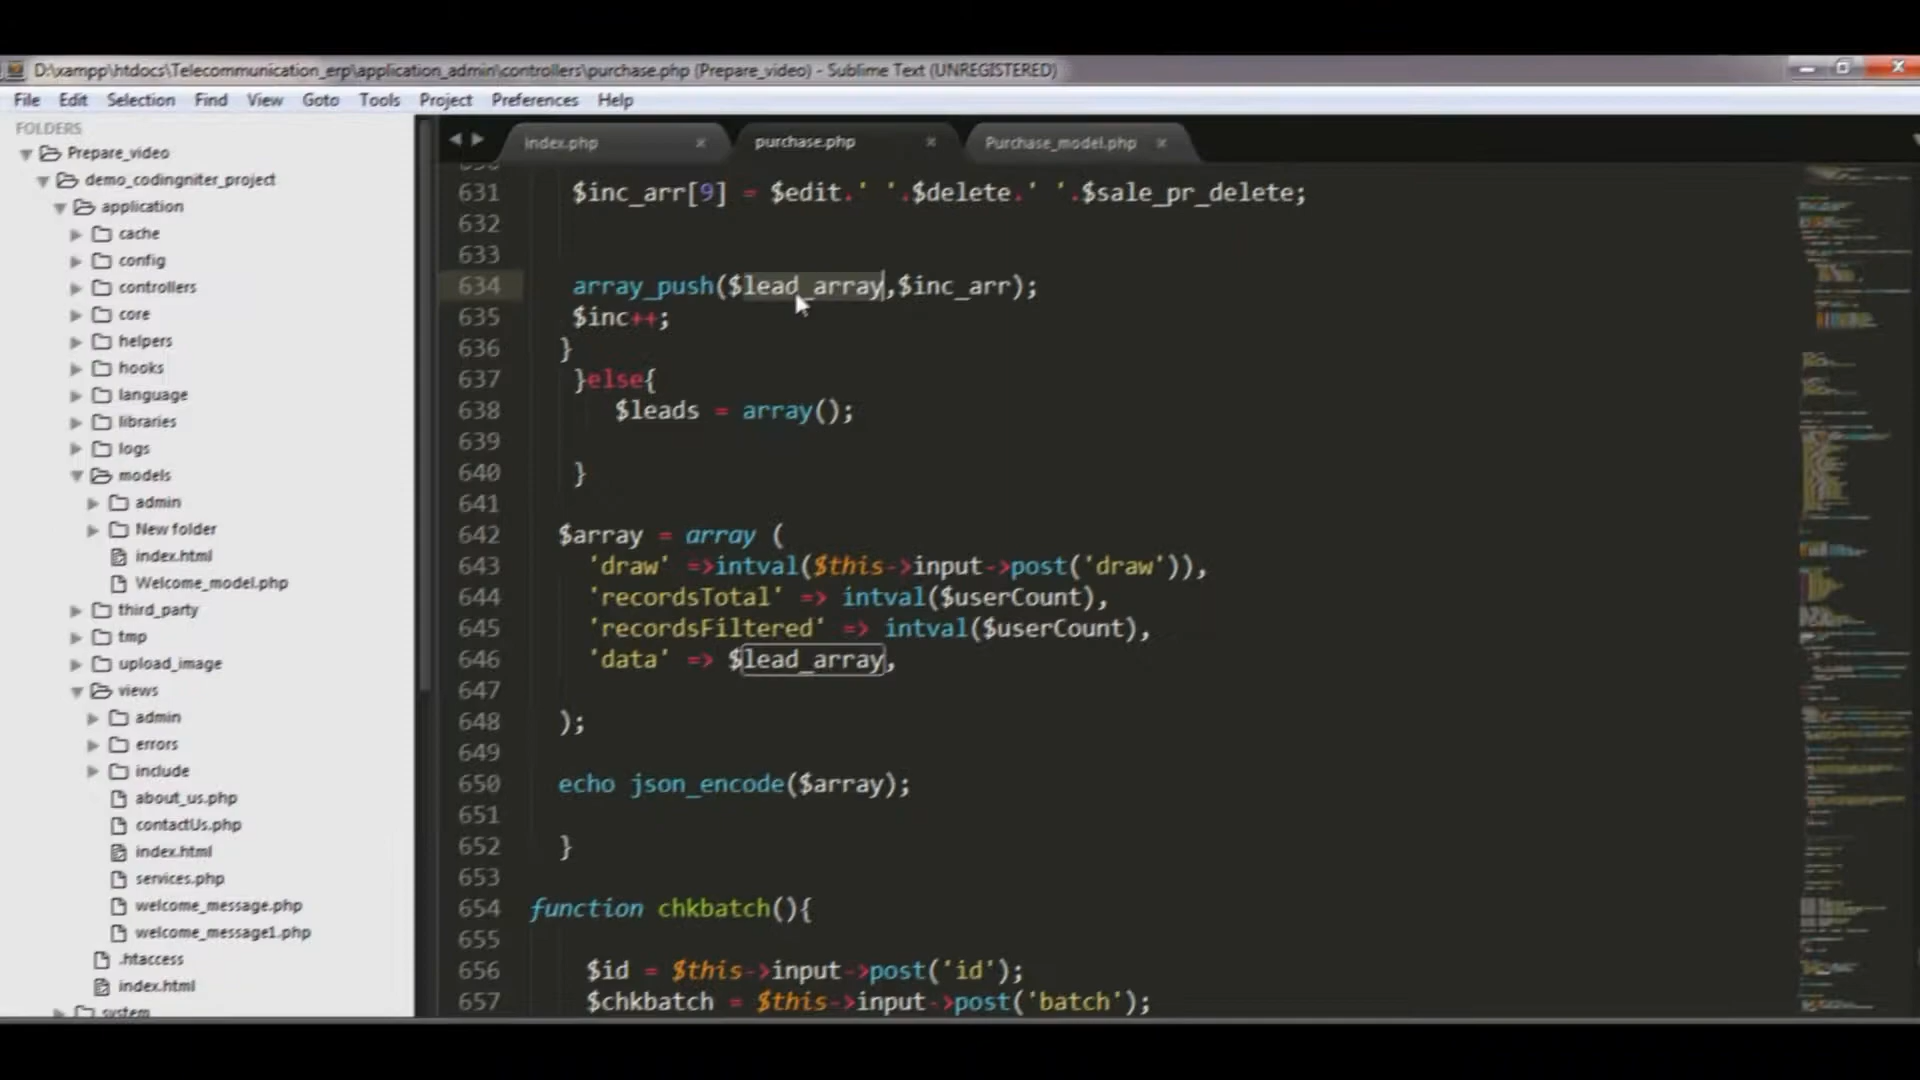 D:\xampp\htdocs\Telecommunication_erp\application_admin\controllers\purchase.php (Prepare_video) - Sublime Text (UNREGISTERED)
File Edit Selection Find View Goto Tools Project Preferences Help
FOLDERS
Prepare_video
demo_codingniter_project
application
cache
config
controllers
core
helpers
hooks
language
libraries
logs
models
admin
New folder
index.html
Welcome_model.php
third_party
tmp
upload_image
views
admin
errors
include
about_us.php
contactUs.php
index.html
services.php
welcome_message.php
welcome_message1.php
.htaccess
index.html
system
index.php purchase.php Purchase_model.php
631 $inc_arr[9] = $edit.' '.$delete.' '.$sale_pr_delete;
632
633
634 array_push($lead_array,$inc_arr);
635 $inc++;
636 }
637 }else{
638 $leads = array();
639
640 }
641
642 $array = array (
643 'draw' =>intval($this->input->post('draw')),
644 'recordsTotal' => intval($userCount),
645 'recordsFiltered' => intval($userCount),
646 'data' => $lead_array,
647
648 );
649
650 echo json_encode($array);
651
652 }
653
654 function chkbatch(){
655
656 $id = $this->input->post('id');
657 $chkbatch = $this->input->post('batch');